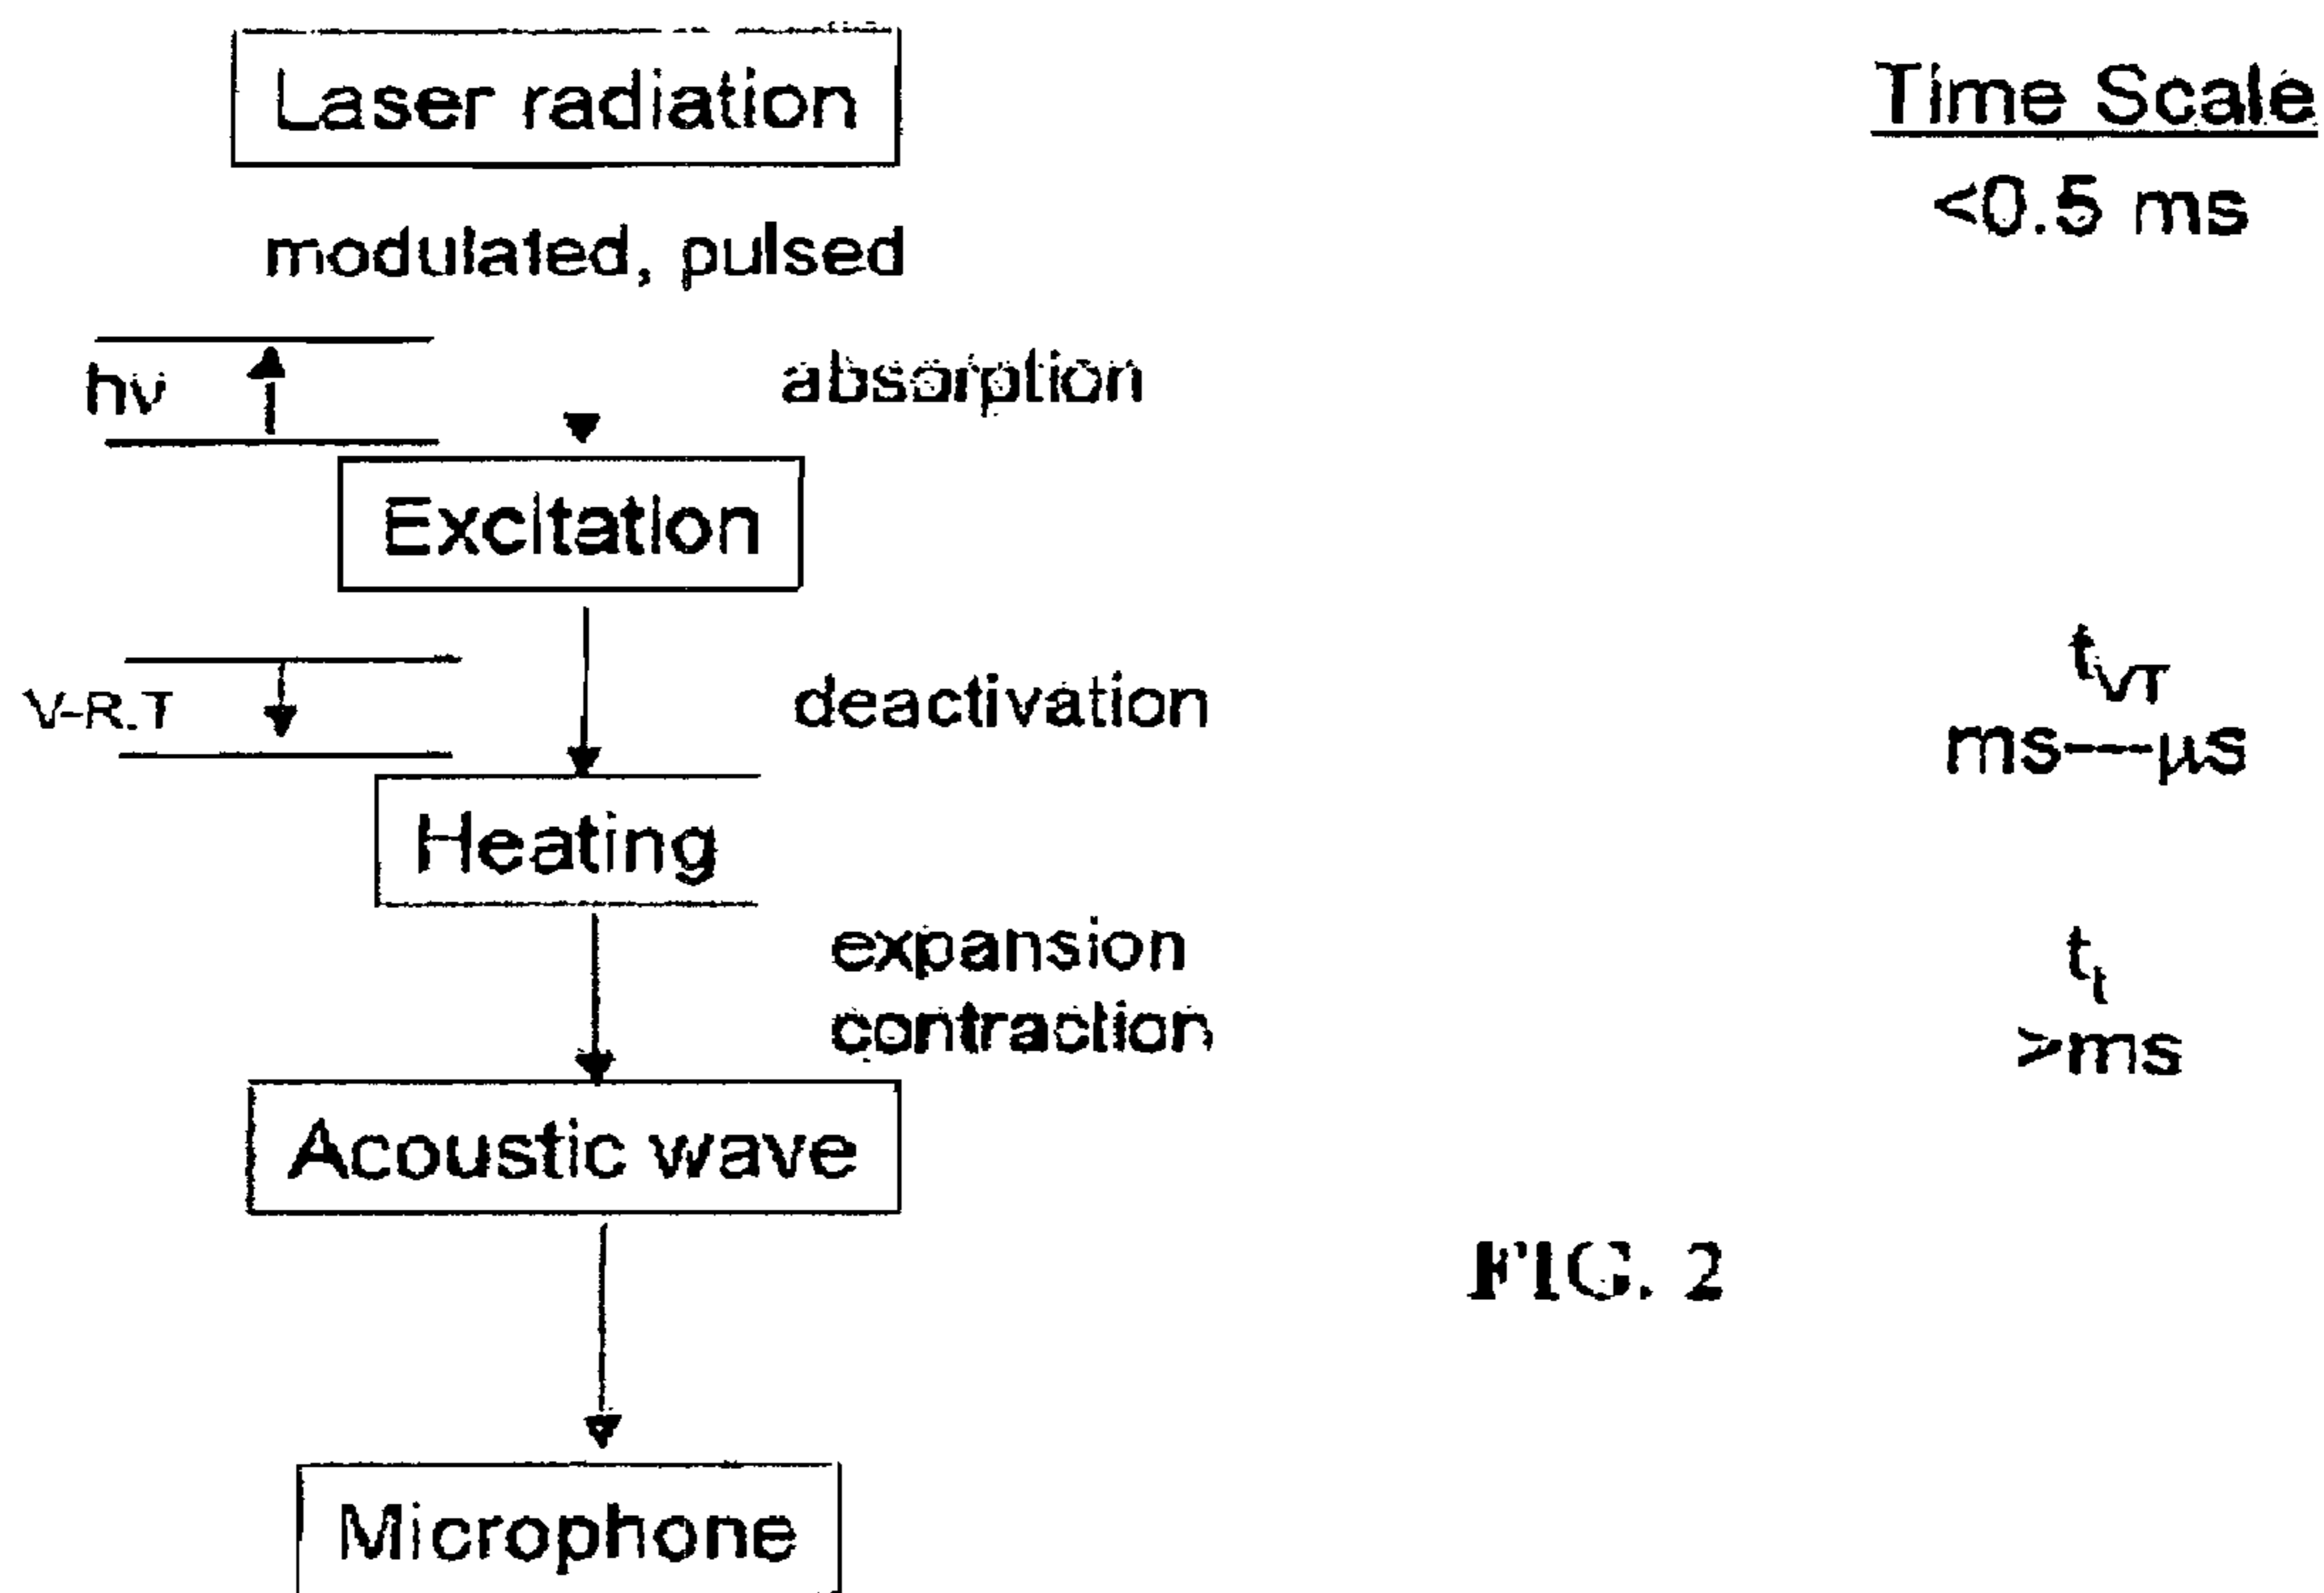 Laser radiation
Time Scale
<0.5 ms
modulated, pulsed
hν
absorption
Excitation
V-R.T
deactivation
tVT
ms---µs
Heating
expansion
contraction
tt
>ms
Acoustic wave
FIG. 2
Microphone